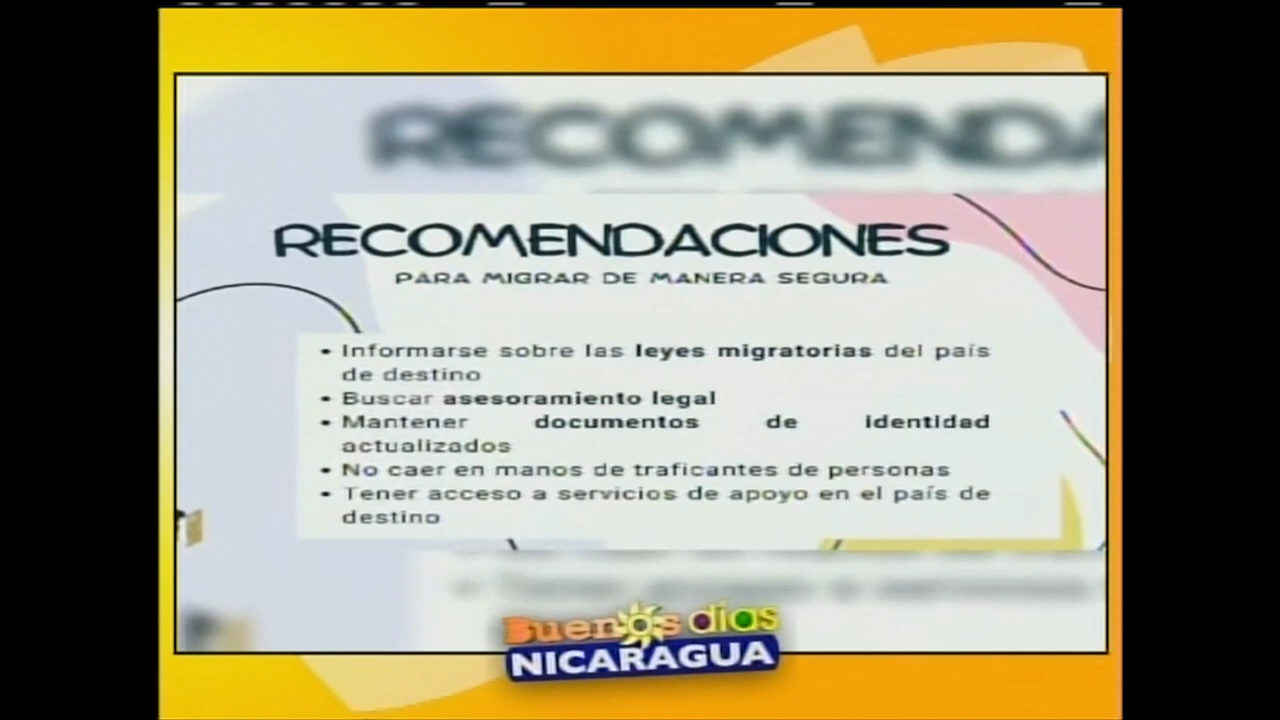 RECOMENDA
RECOMENDACIONES
PARA MIGRAR DE MANERA SEGURA
• Informarse sobre las leyes migratorias del país
de destino
• Buscar asesoramiento legal
• Mantener documentos de identidad
actualizados
• No caer en manos de traficantes de personas
• Tener acceso a servicios de apoyo en el país de
destino
Buenos días
NICARAGUA